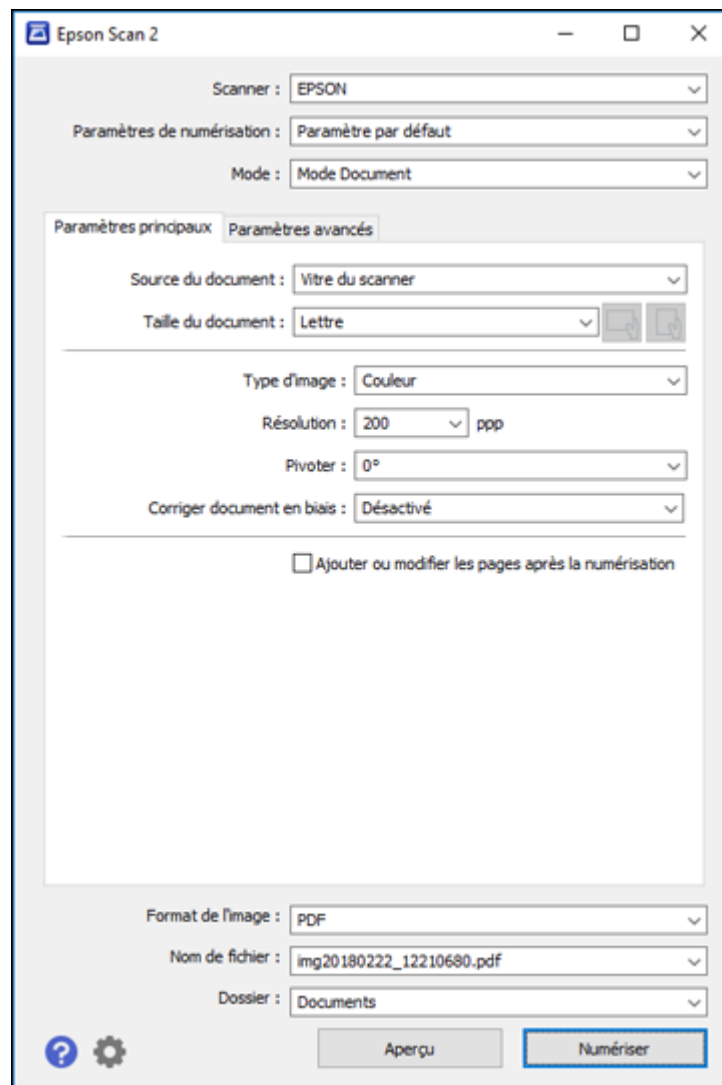 Epson Scan 2
Scanner : EPSON
Paramètres de numérisation : Paramètre par défaut
Mode : Mode Document
Paramètres principaux Paramètres avancés
Source du document : Vitre du scanner
Taille du document : Lettre
Type d'image : Couleur
Résolution : 200 ppp
Pivoter : 0°
Corriger document en biais : Désactivé
Ajouter ou modifier les pages après la numérisation
Format de l'image : PDF
Nom de fichier : img20180222_12210680.pdf
Dossier : Documents
? Aperçu Numériser